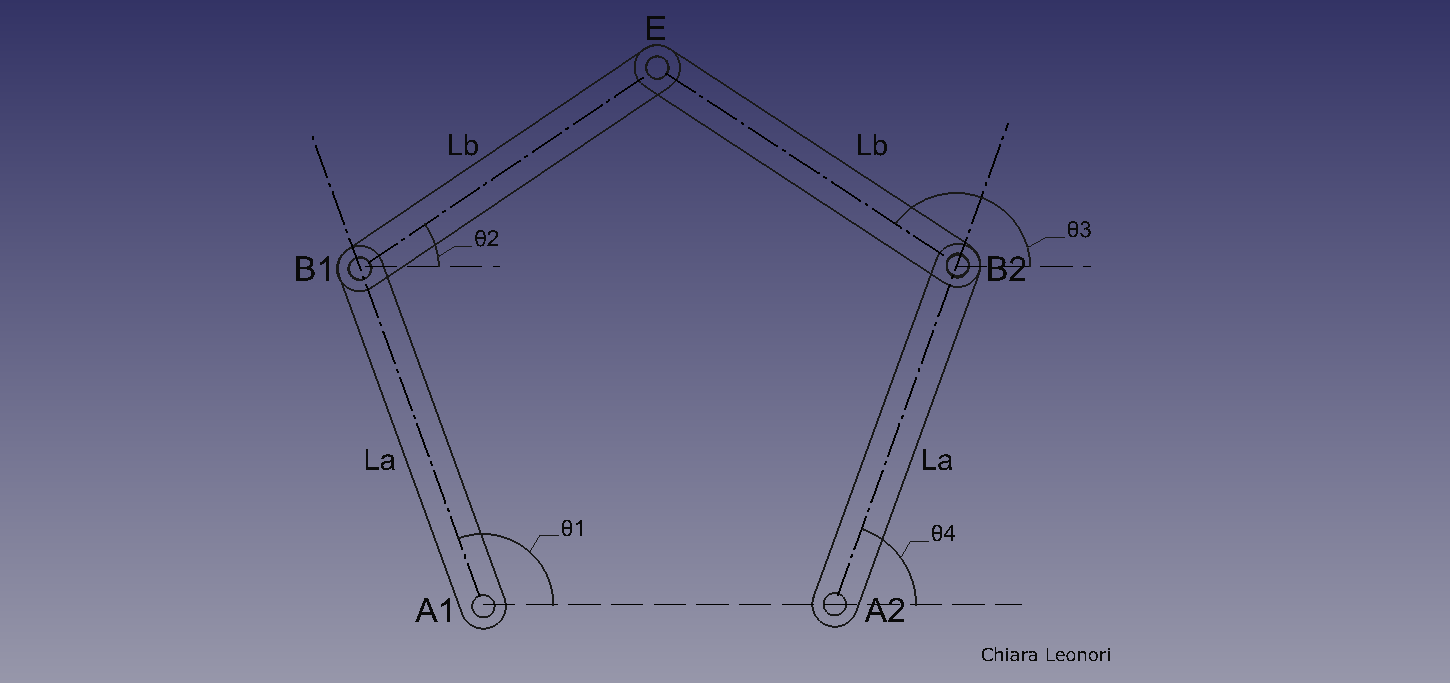 E
Lb
Lb
θ2
θ3
B1
B2
La
La
θ1
θ4
A1
A2
Chiara Leonori